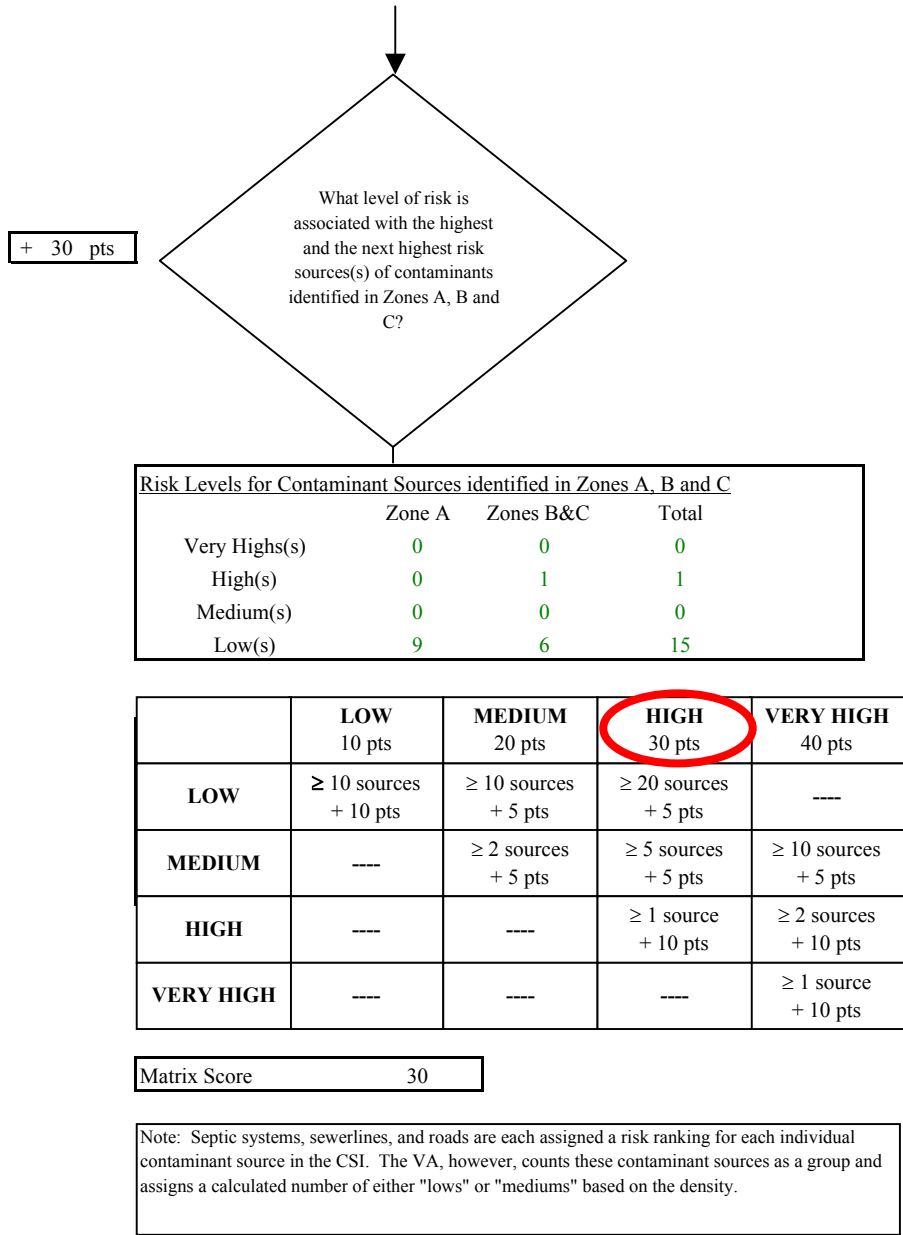 What level of risk is
associated with the highest
and the next highest risk
sources(s) of contaminants
identified in Zones A, B and
C?
+ 30 pts
Risk Levels for Contaminant Sources identified in Zones A, B and C
Zone A Zones B&C Total
Very Highs(s) 0 0 0
High(s) 0 1 1
Medium(s) 0 0 0
Low(s) 9 6 15
LOW MEDIUM HIGH VERY HIGH
10 pts 20 pts 30 pts 40 pts
LOW ≥ 10 sources ≥ 10 sources ≥ 20 sources ----
+ 10 pts + 5 pts + 5 pts
MEDIUM ---- ≥ 2 sources ≥ 5 sources ≥ 10 sources
+ 5 pts + 5 pts + 5 pts
HIGH ---- ---- ≥ 1 source ≥ 2 sources
+ 10 pts + 10 pts
VERY HIGH ---- ---- ---- ≥ 1 source
+ 10 pts
Matrix Score 30
Note: Septic systems, sewerlines, and roads are each assigned a risk ranking for each individual
contaminant source in the CSI. The VA, however, counts these contaminant sources as a group and
assigns a calculated number of either "lows" or "mediums" based on the density.